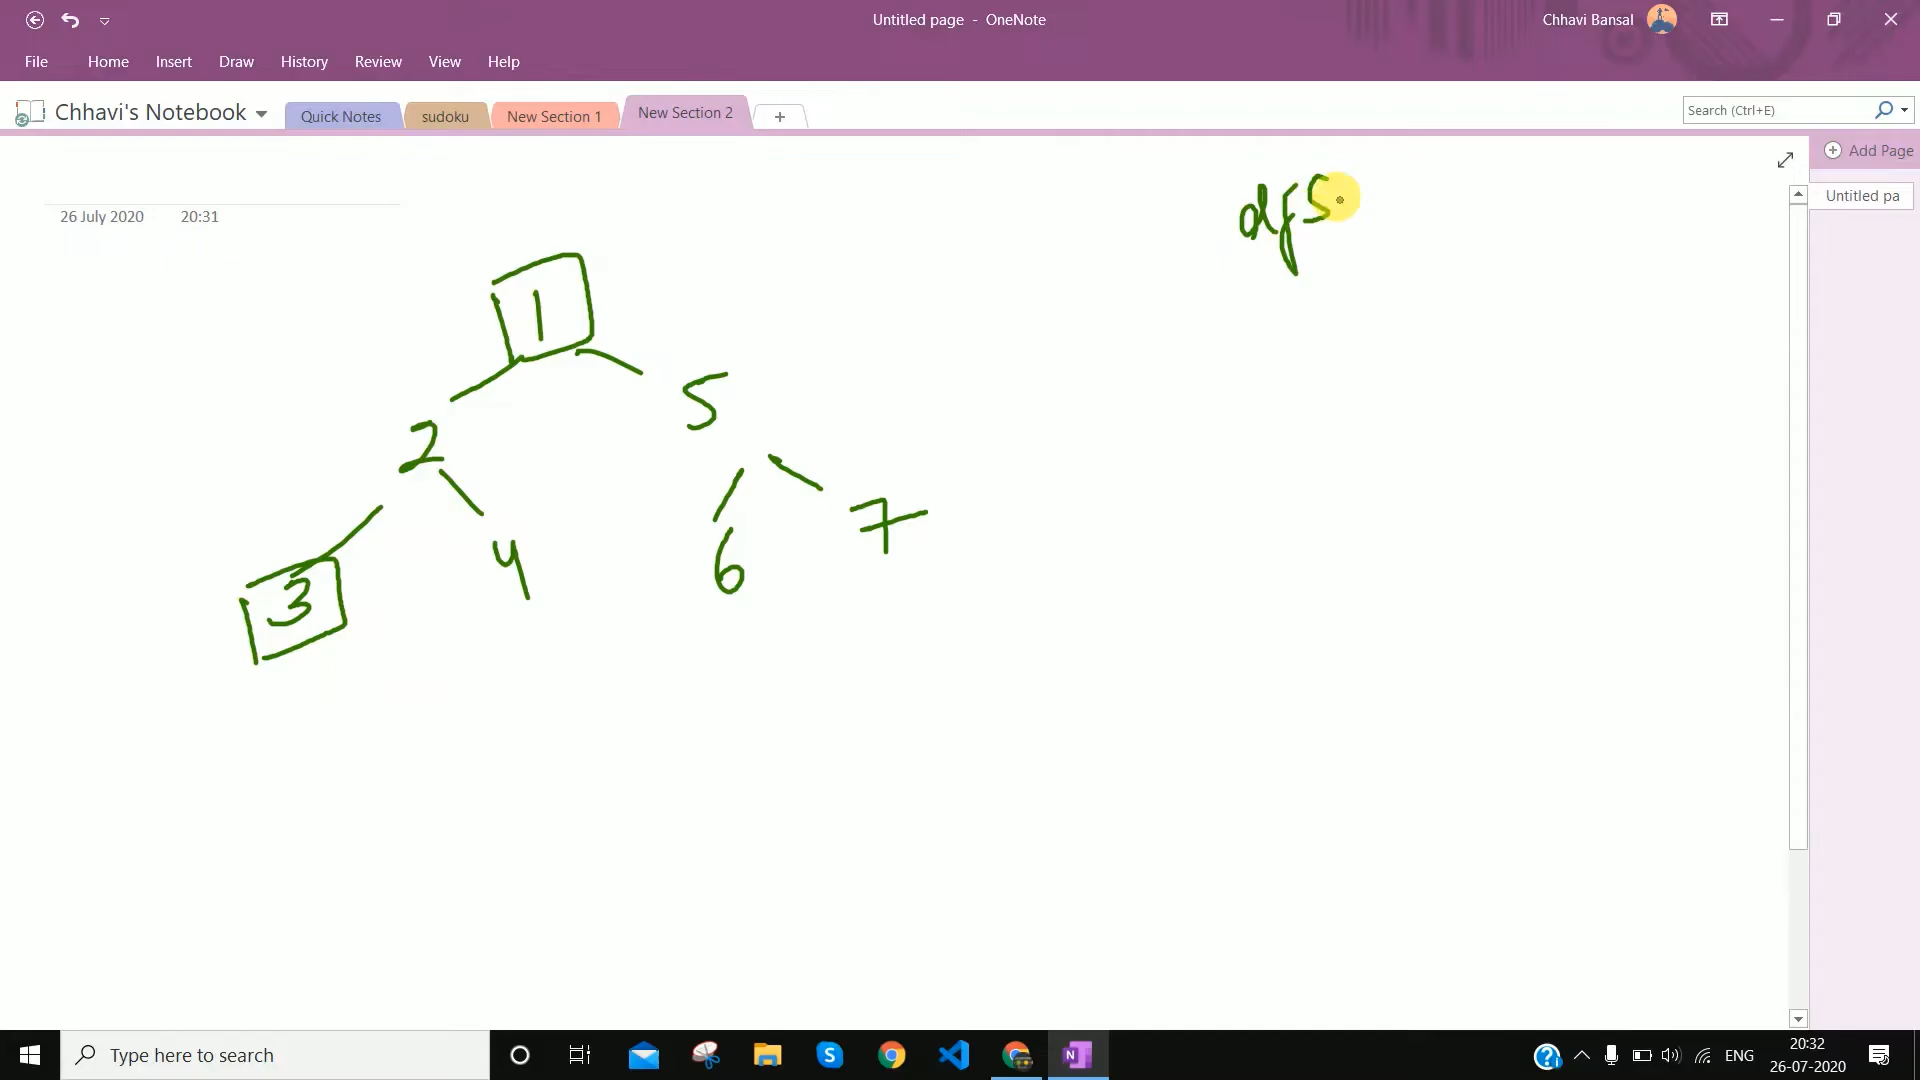 Untitled page - OneNote
Chhavi Bansal
File Home Insert Draw History Review View Help
Chhavi's Notebook
Quick Notes
sudoku
New Section 1
New Section 2
+
Search (Ctrl+E)
Add Page
Untitled pa
26 July 2020 20:31
dfs
1
5
2
7
4
6
3
Type here to search
ENG
20:32
26-07-2020